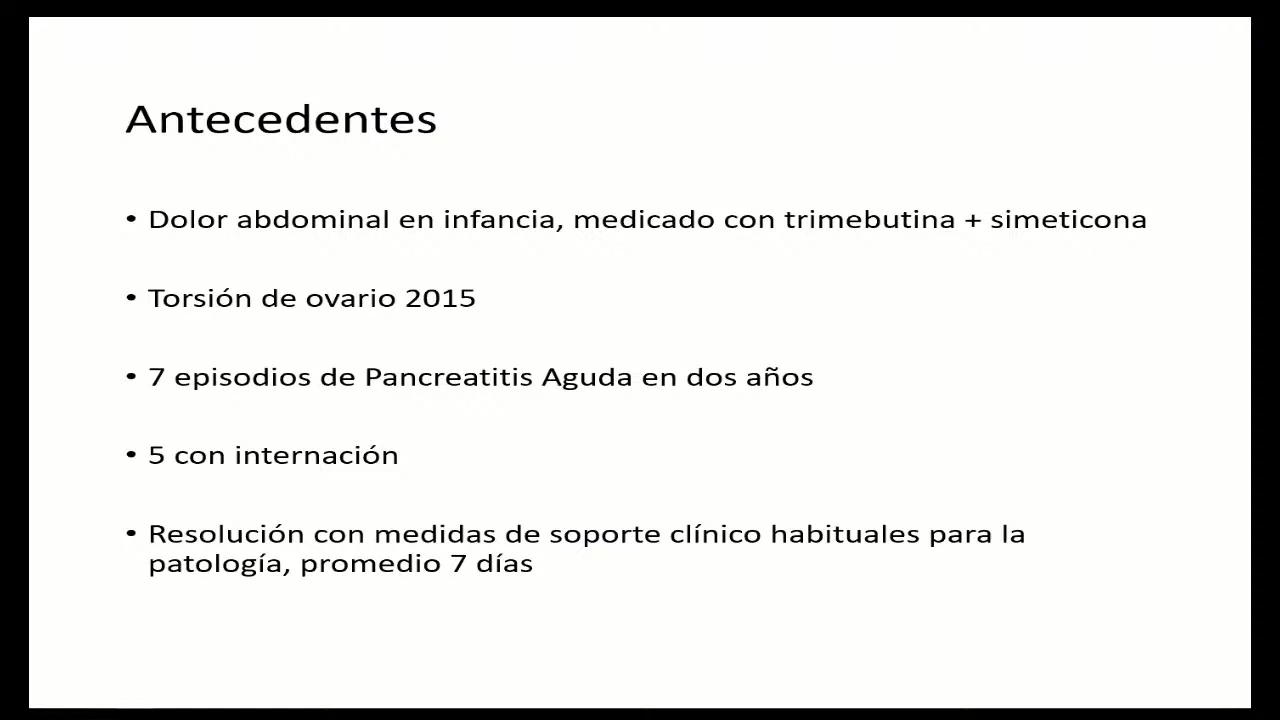 Antecedentes
• Dolor abdominal en infancia, medicado con trimebutina + simeticona
• Torsión de ovario 2015
• 7 episodios de Pancreatitis Aguda en dos años
• 5 con internación
• Resolución con medidas de soporte clínico habituales para la
patología, promedio 7 días